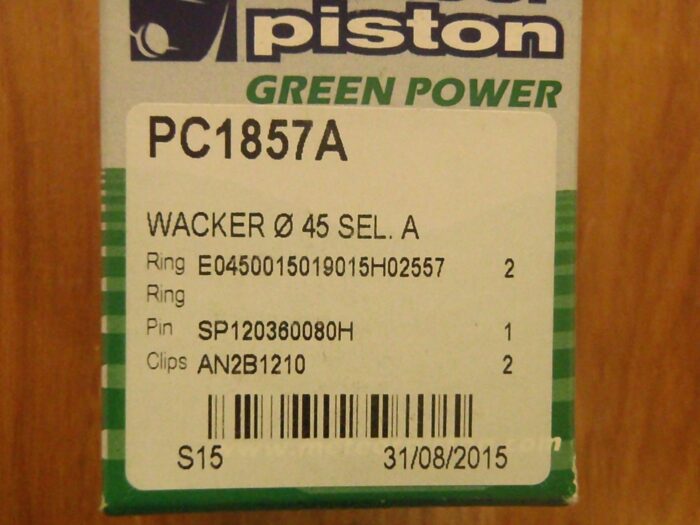 piston
GREEN POWER
PC1857A
WACKER Ø 45 SEL. A
Ring E0450015019015H02557 2
Ring
Pin SP120360080H 1
Clips AN2B1210 2
S15 31/08/2015